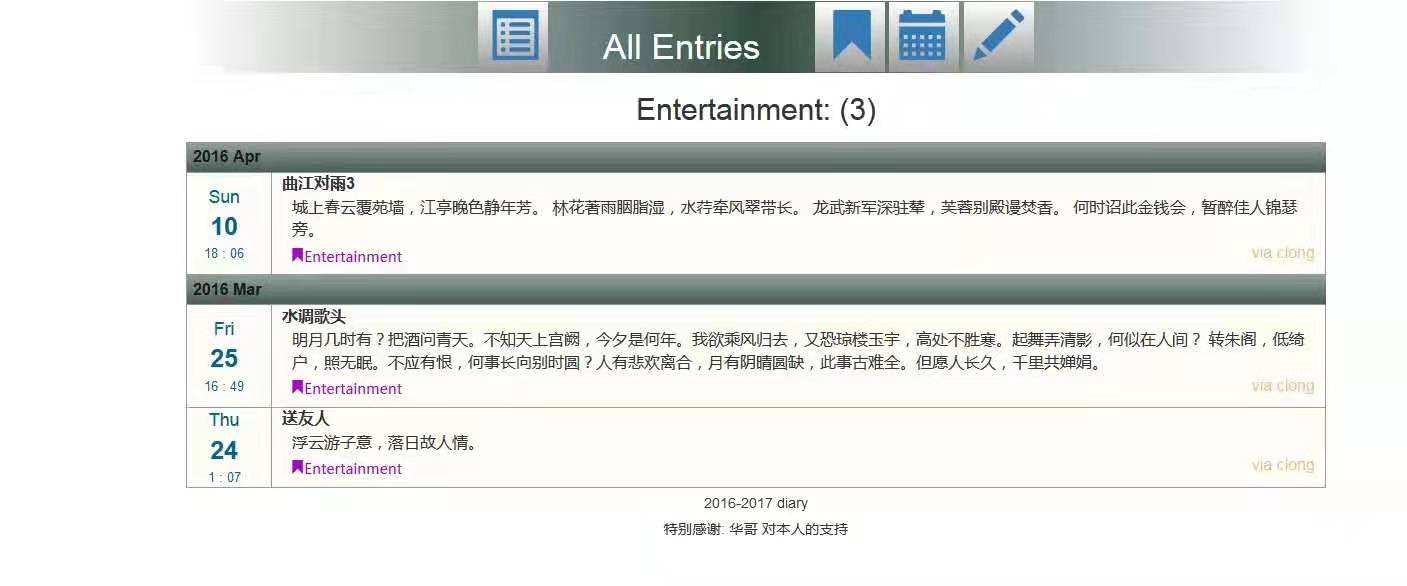 All Entries
Entertainment: (3)
2016 Apr
Sun
10
18 : 06
曲江对雨3
城上春云覆苑墙，江亭晚色静年芳。 林花著雨胭脂湿，水荇牵风翠带长。 龙武新军深驻辇，芙蓉别殿谩焚香。 何时诏此金钱会，暂醉佳人锦瑟
旁。
Entertainment
via clong
2016 Mar
Fri
25
16 : 49
水调歌头
明月几时有？把酒问青天。不知天上宫阙，今夕是何年。我欲乘风归去，又恐琼楼玉宇，高处不胜寒。起舞弄清影，何似在人间？ 转朱阁，低绮
户，照无眠。不应有恨，何事长向别时圆？人有悲欢离合，月有阴晴圆缺，此事古难全。但愿人长久，千里共婵娟。
Entertainment
via clong
Thu
24
1 : 07
送友人
浮云游子意，落日故人情。
Entertainment
via clong
2016-2017 diary
特别感谢: 华哥 对本人的支持